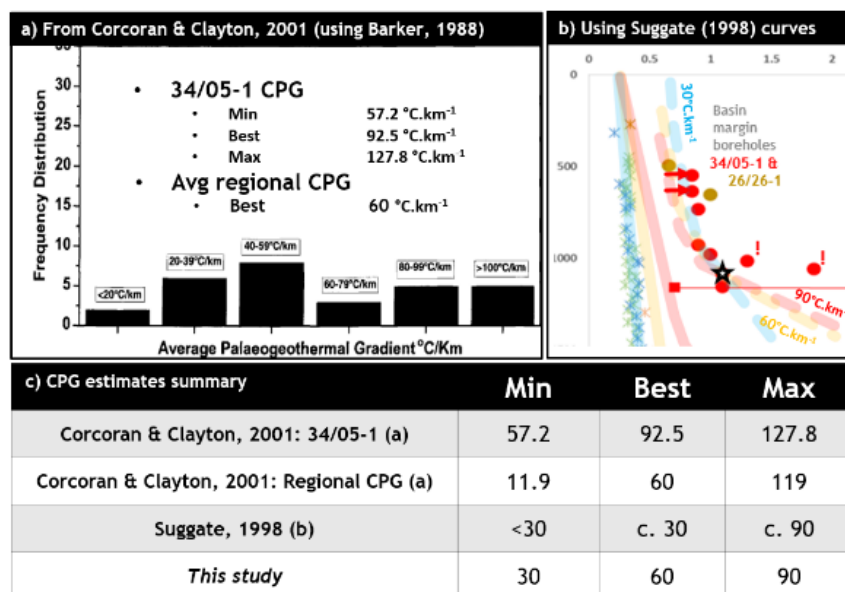 a) From Corcoran & Clayton, 2001 (using Barker, 1988)
Frequency Distribution
35
30
25
20
15
10
5
0
• 34/05-1 CPG
• Min 57.2 °C.km-1
• Best 92.5 °C.km-1
• Max 127.8 °C.km-1
• Avg regional CPG
• Best 60 °C.km-1
<20°C/km
20-39°C/km
40-59°C/km
60-79°C/km
80-99°C/km
>100°C/km
Average Palaeogeothermal Gradient °C/Km
b) Using Suggate (1998) curves
0 0.5 1 1.5 2
0
500
1000
30°C.km-1
Basin
margin
boreholes
34/05-1 &
26/26-1
!
!
90°C.km-1
60°C.km-1
c) CPG estimates summary Min Best Max
Corcoran & Clayton, 2001: 34/05-1 (a) 57.2 92.5 127.8
Corcoran & Clayton, 2001: Regional CPG (a) 11.9 60 119
Suggate, 1998 (b) <30 c. 30 c. 90
This study 30 60 90